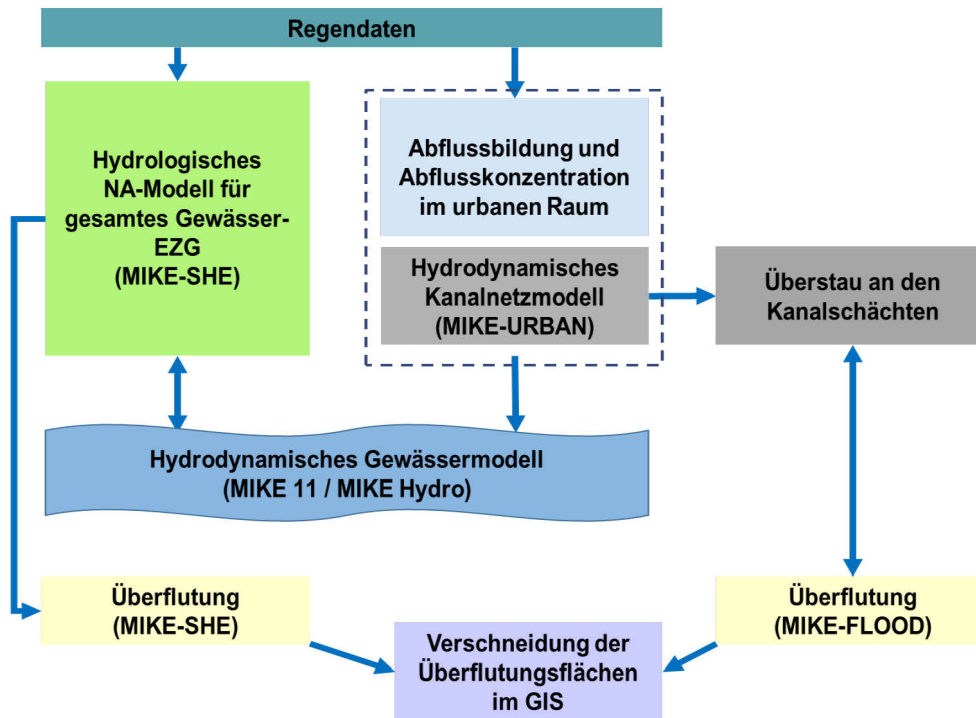 Regendaten
Hydrologisches
NA-Modell für
gesamtes Gewässer-
EZG
(MIKE-SHE)
Abflussbildung und
Abflusskonzentration
im urbanen Raum
Hydrodynamisches
Kanalnetzmodell
(MIKE-URBAN)
Überstau an den
Kanalschächten
Hydrodynamisches Gewässermodell
(MIKE 11 / MIKE Hydro)
Überflutung
(MIKE-SHE)
Überflutung
(MIKE-FLOOD)
Verschneidung der
Überflutungsflächen
im GIS